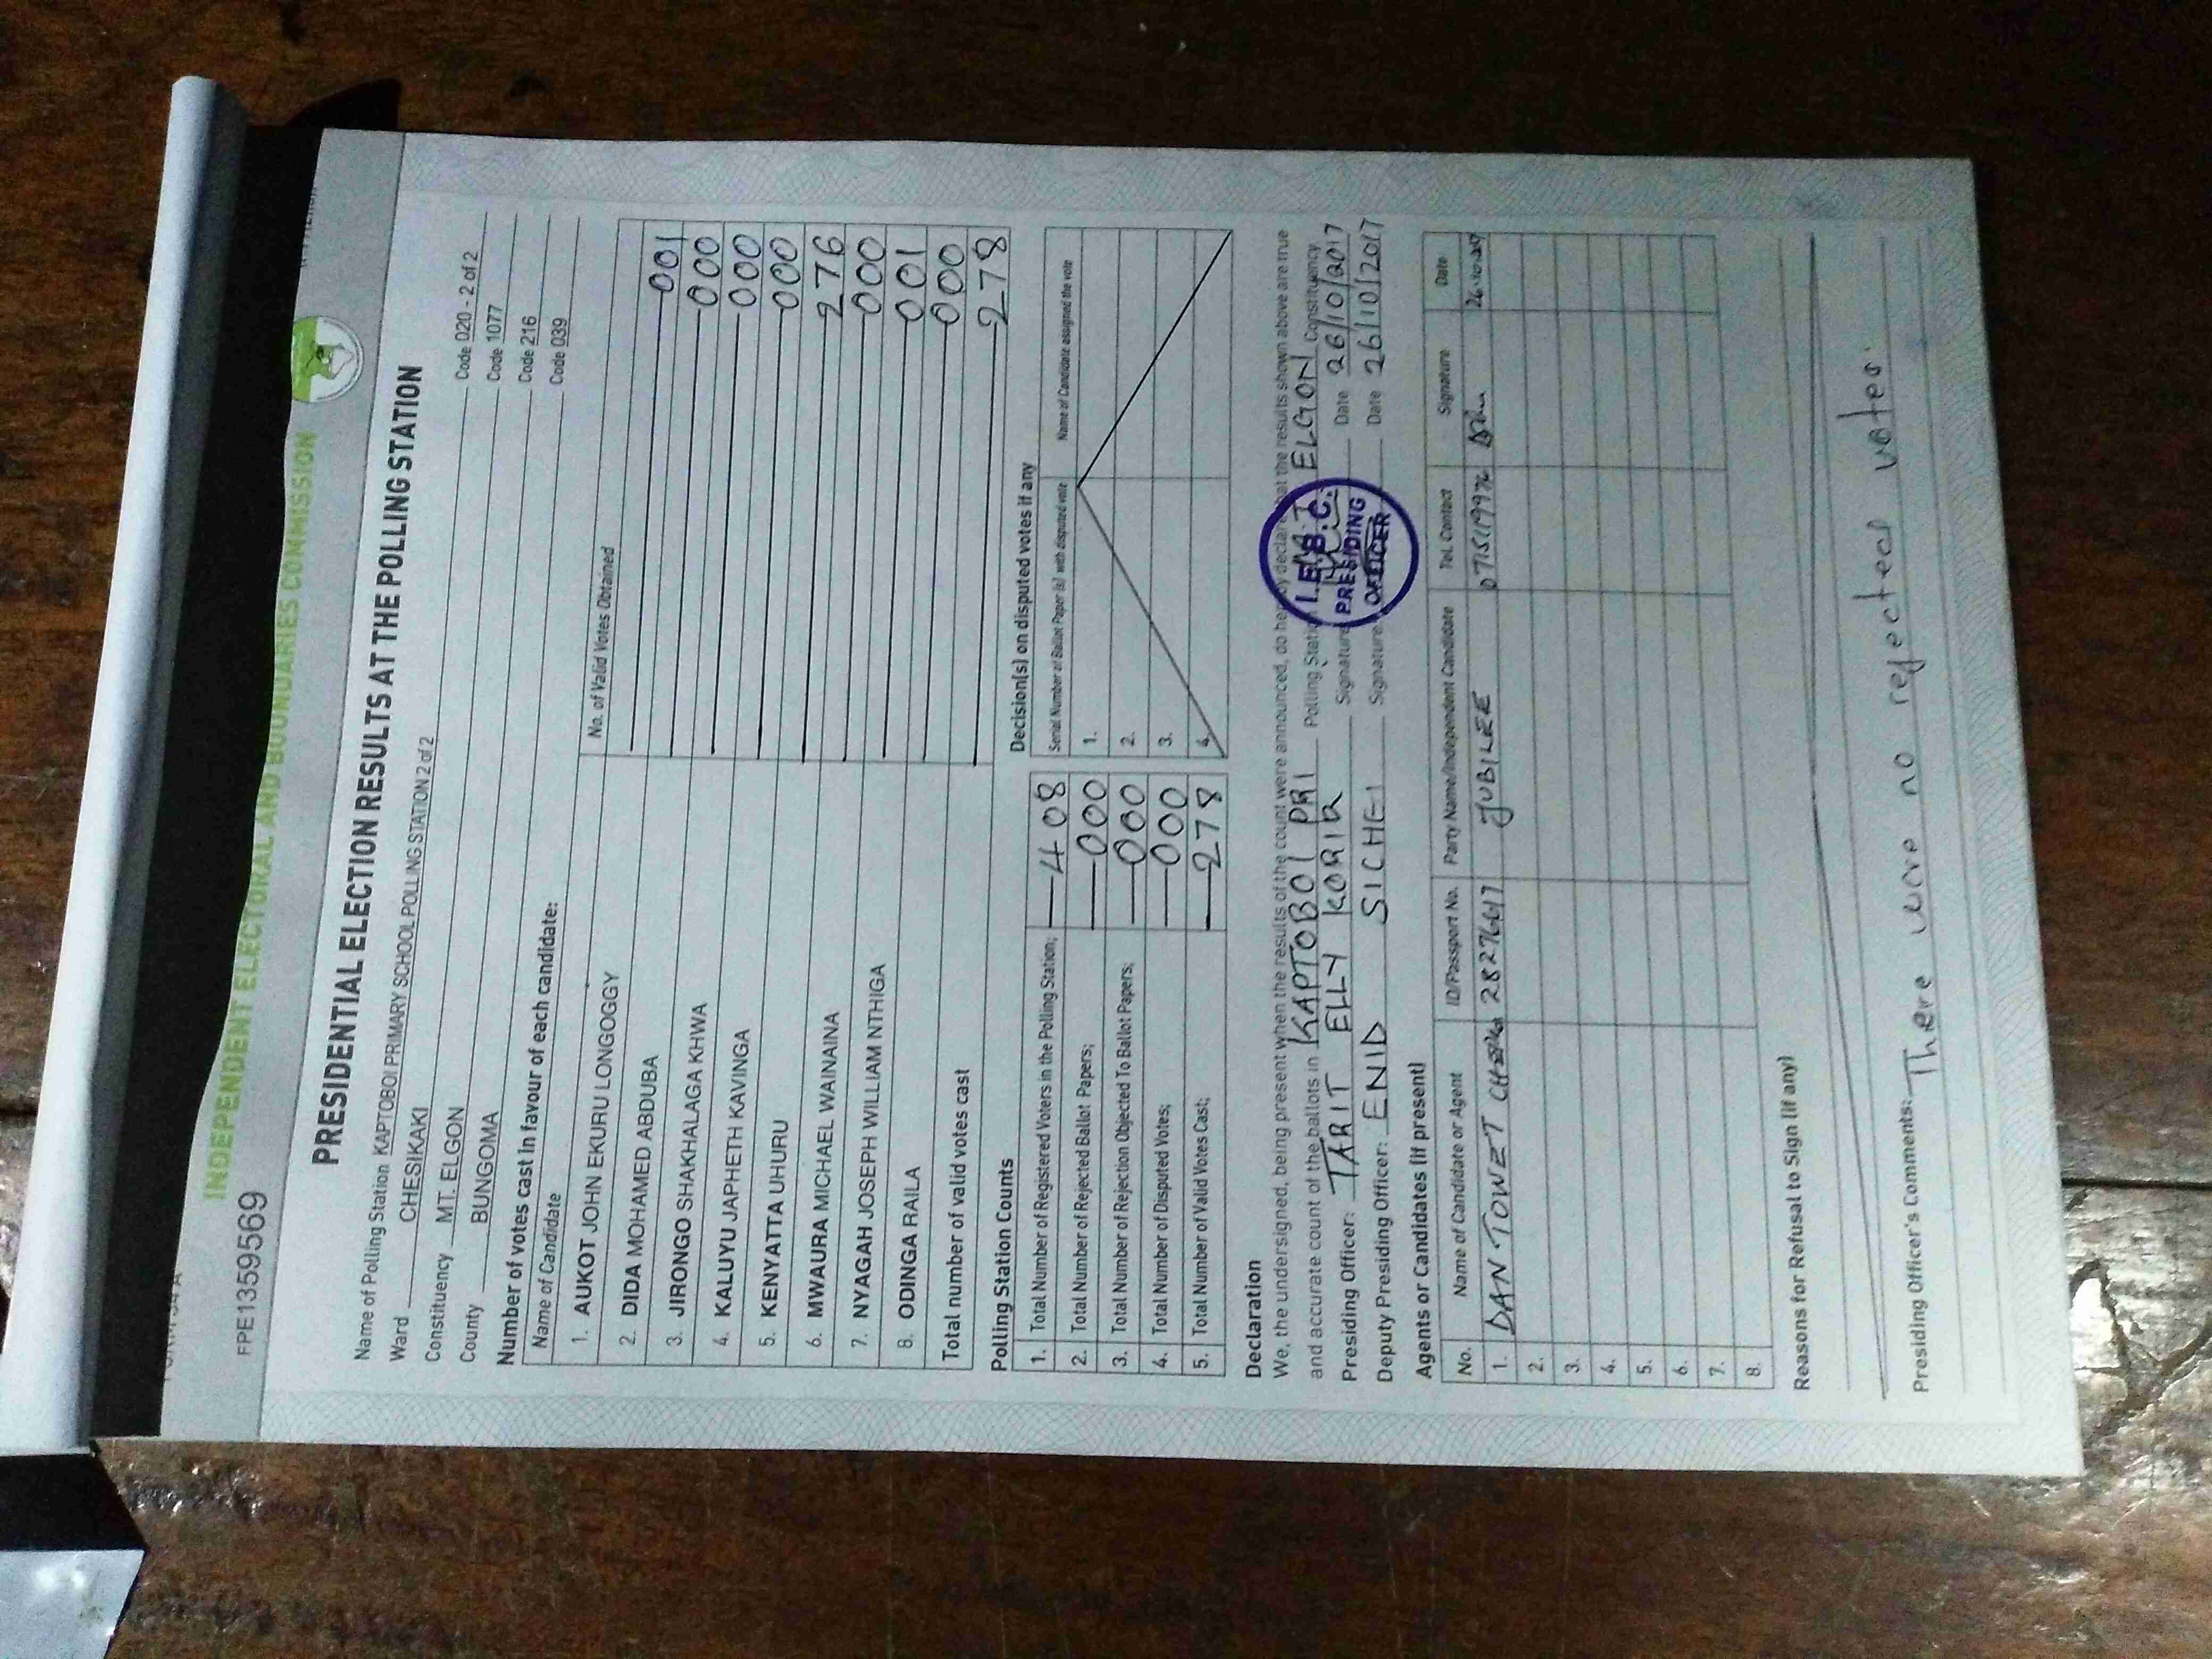 FORM 34A
INDEPENDENT ELECTORAL AND BOUNDARIES COMMISSION
FPE1359569
PRESIDENTIAL ELECTION RESULTS AT THE POLLING STATION
Name of Polling Station KAPTOBOI PRIMARY SCHOOL POLLING STATION 2 of 2 Code 020 - 2 of 2
Ward CHESIKAKI Code 1077
Constituency MT. ELGON Code 216
County BUNGOMA Code 039
Number of votes cast in favour of each candidate:
Name of Candidate No. of Valid Votes Obtained
1. AUKOT JOHN EKURU LONGOGGY 001
2. DIDA MOHAMED ABDUBA 000
3. JIRONGO SHAKHALAGA KHWA 000
4. KALUYU JAPHETH KAVINGA 000
5. KENYATTA UHURU 276
6. MWAURA MICHAEL WAINAINA 000
7. NYAGAH JOSEPH WILLIAM NTHIGA 001
8. ODINGA RAILA 000
Total number of valid votes cast 278
Polling Station Counts
1. Total Number of Registered Voters in the Polling Station; 408
2. Total Number of Rejected Ballot Papers; 000
3. Total Number of Rejection Objected To Ballot Papers; 000
4. Total Number of Disputed Votes; 000
5. Total Number of Valid Votes Cast; 278
Decision(s) on disputed votes if any
Serial Number of Ballot Paper (s) with disputed vote Name of Candidate assigned the vote
1.
2.
3.
4.
Declaration
We, the undersigned, being present when the results of the count were announced, do hereby declare that the results shown above are true
and accurate count of the ballots in KAPTOBOI PRI Polling Station MT ELGON Constituency
Presiding Officer: TARIT ELLY KORIR Signature Date 26/10/2017
Deputy Presiding Officer: ENID SICHEI Signature Date 26/10/2017
I.E.B.C.
PRESIDING
OFFICER
Agents or Candidates (if present)
No. Name of Candidate or Agent ID/Passport No. Party Name/Independent Candidate Tel. Contact Signature Date
1. DAN TOWET 28276617 JUBILEE 26.10.2017
2.
3.
4.
5.
6.
7.
8.
Reasons for Refusal to Sign (if any)
Presiding Officer's Comments: There were no rejected votes.